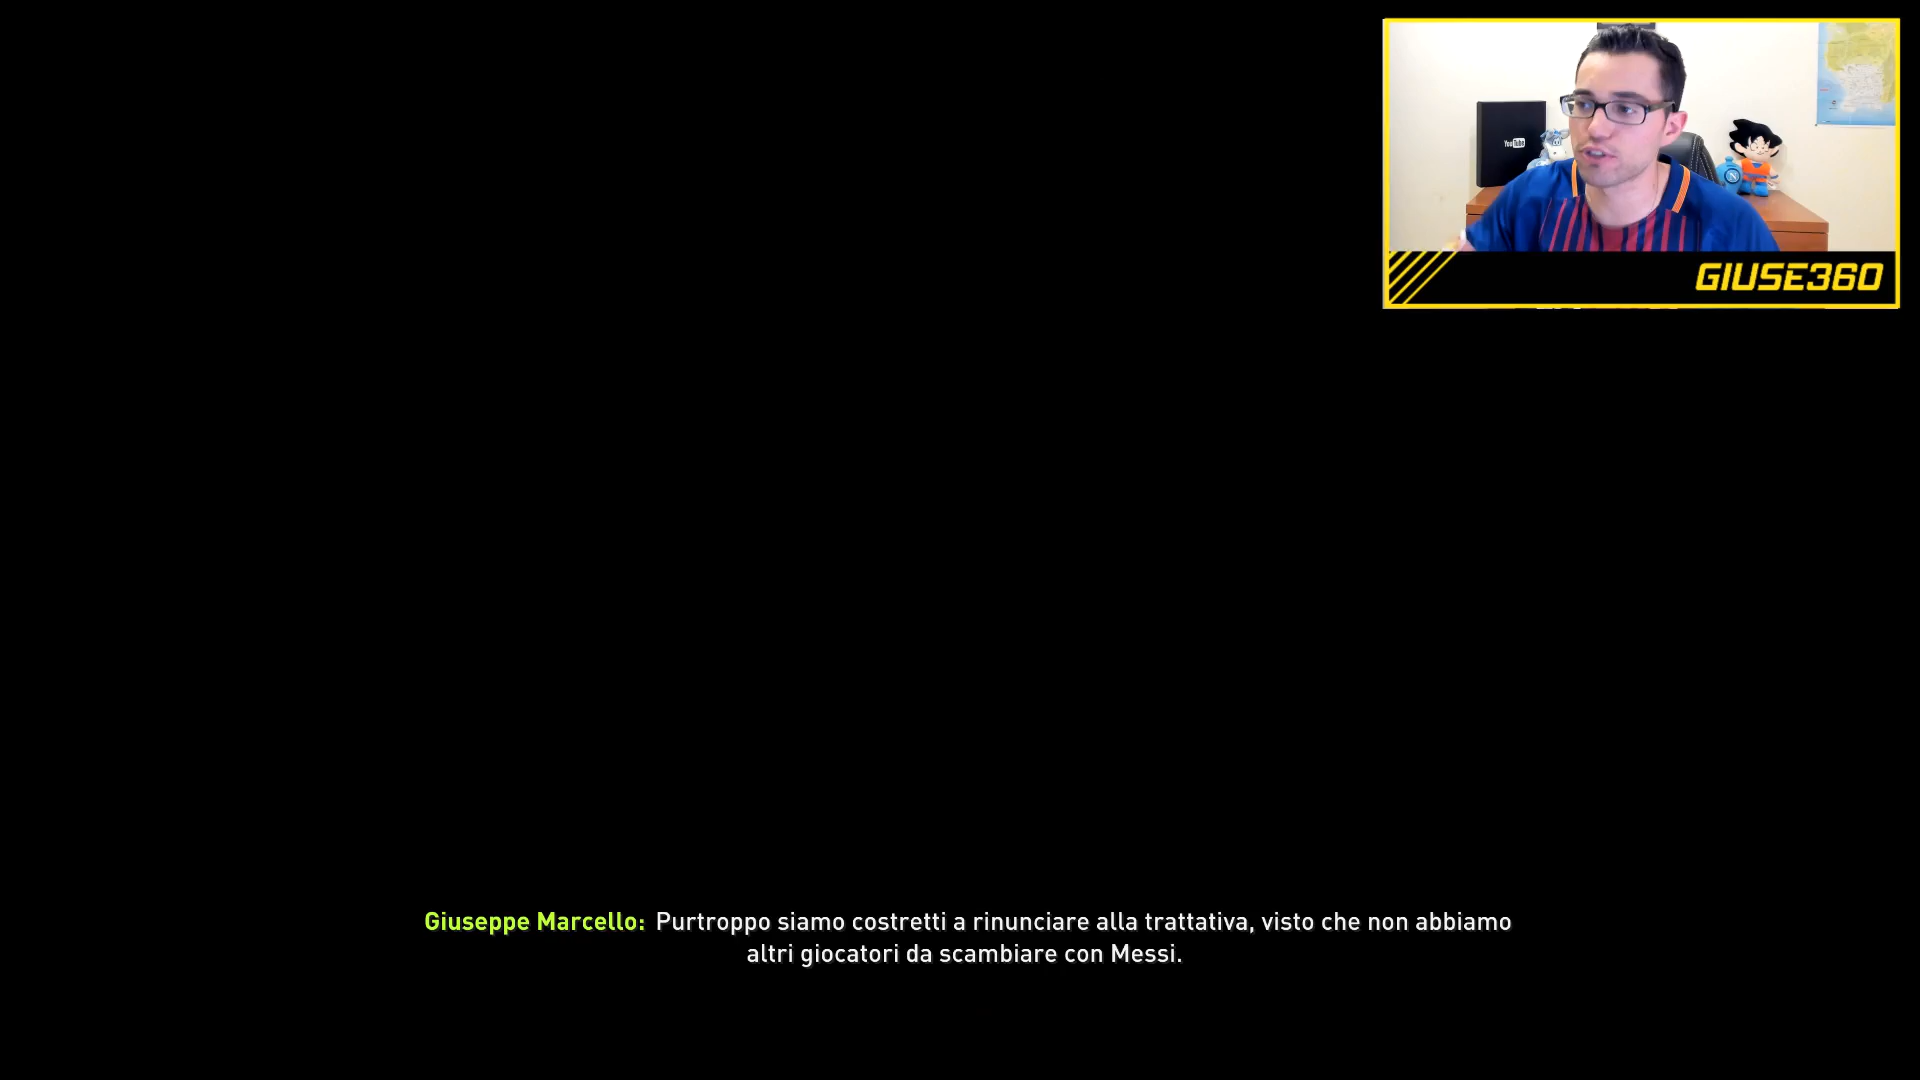 YouTube
GIUSE360
Giuseppe Marcello: Purtroppo siamo costretti a rinunciare alla trattativa, visto che non abbiamo
altri giocatori da scambiare con Messi.